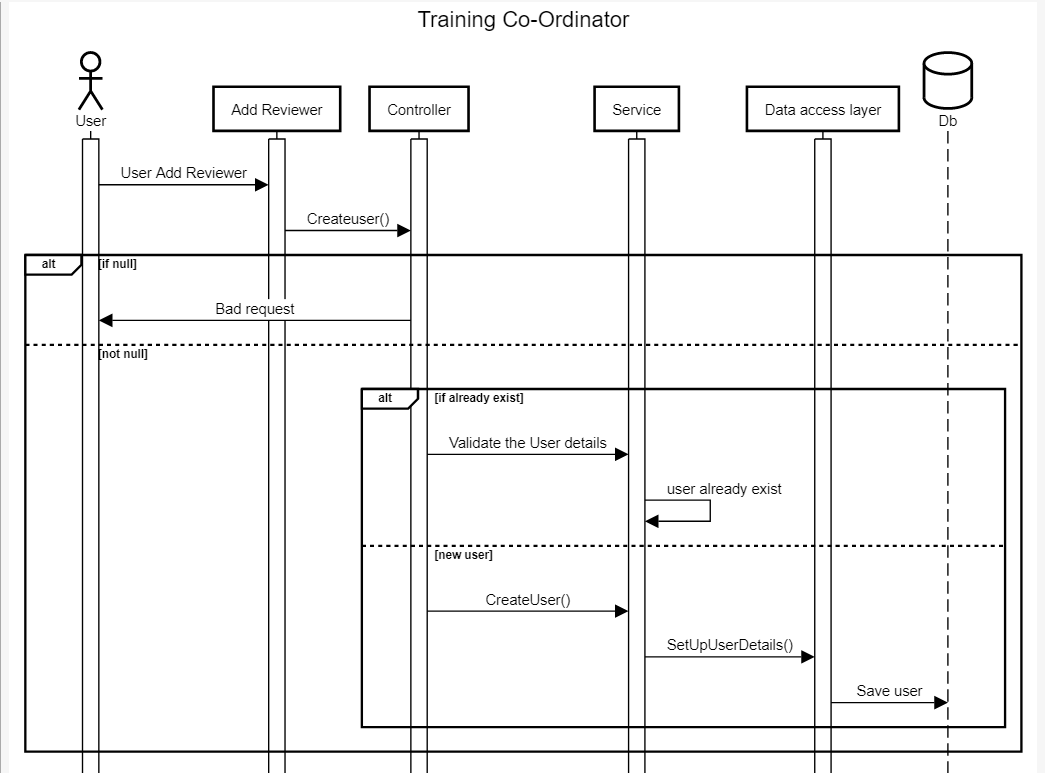 Training Co-Ordinator
User
Add Reviewer
Controller
Service
Data access layer
Db
User Add Reviewer
Createuser()
alt
[if null]
Bad request
[not null]
alt
[if already exist]
Validate the User details
user already exist
[new user]
CreateUser()
SetUpUserDetails()
Save user